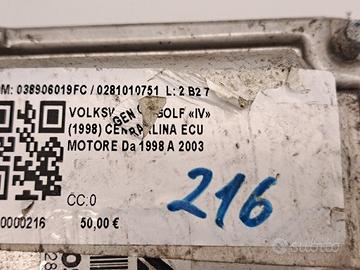 M: 038906019FC / 0281010751 L: 2 B2 7
VOLKSW GOLF «IV»
(1998) CENTRALINA ECU
MOTORE Da 1998 A 2003
GEN
216
CC.0
0000216 50,00 €
subito